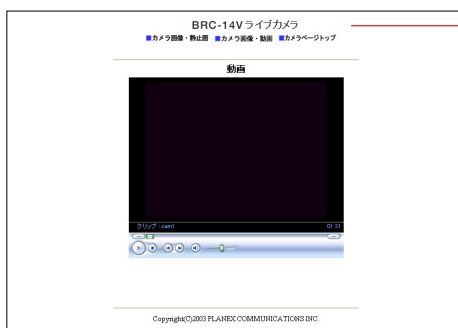 BRC-14Vライブカメラ
■カメラ画像・静止画 ■カメラ画像・動画 ■カメラページトップ
動画
クリップ : cam1 01:31
Copyright(C)2003 PLANEX COMMUNICATIONS INC.